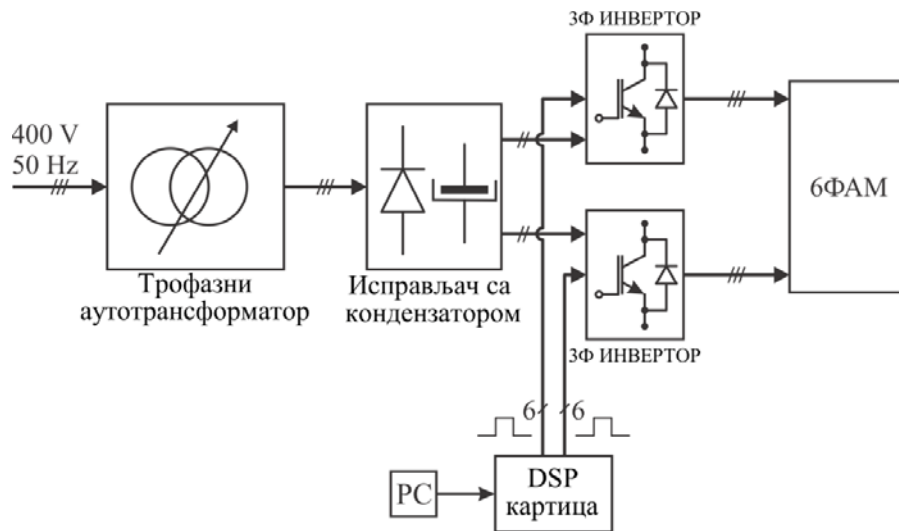 3Ф ИНВЕРТОР
400 V
50 Hz
6ФАМ
Трофазни
аутотрансформатор
Исправљач са
кондензатором
3Ф ИНВЕРТОР
6
6
PC
DSP
картица